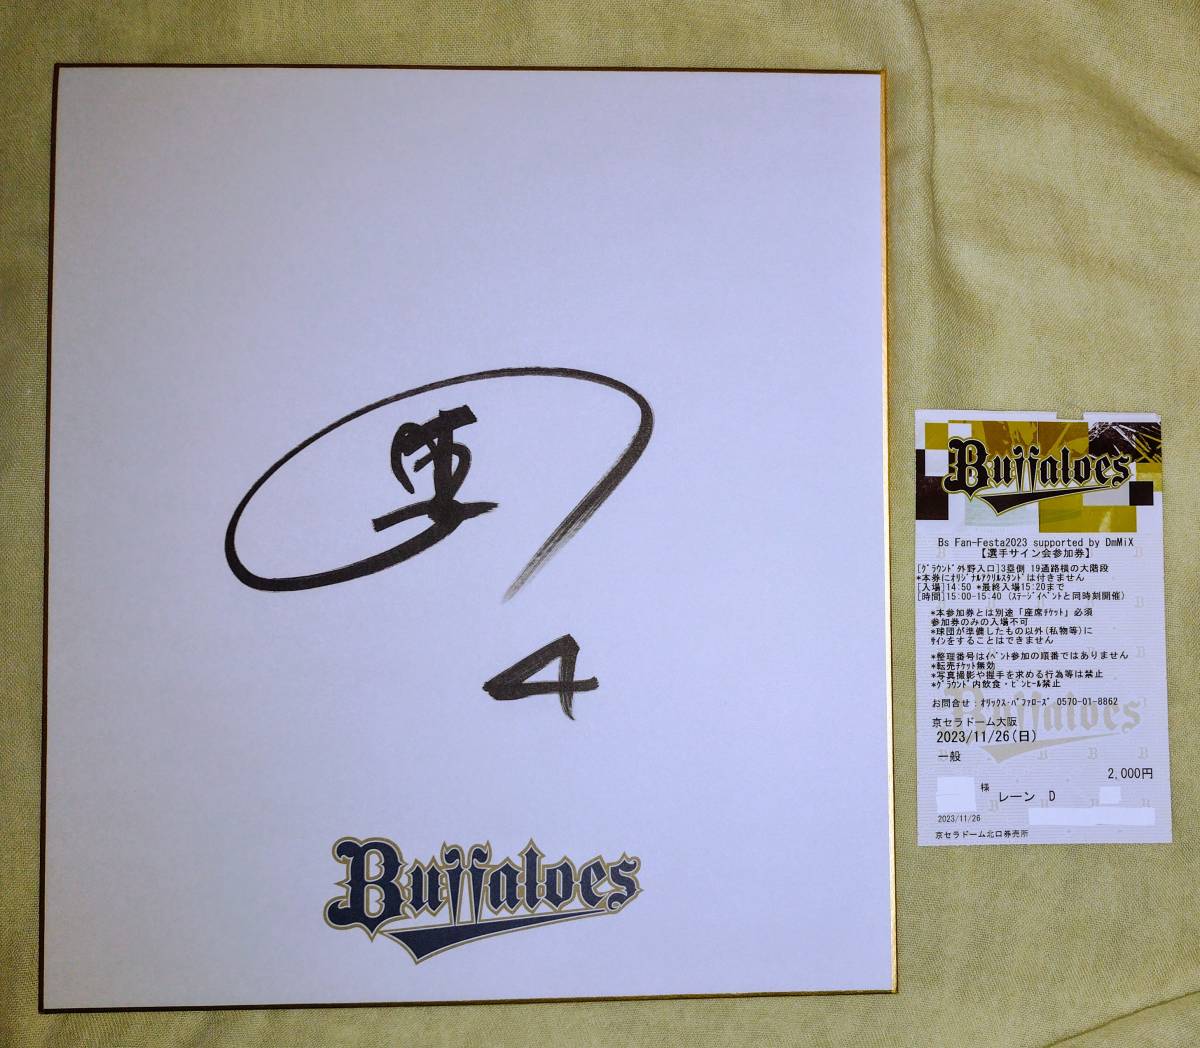 4
Buffaloes
Buffaloes
Bs Fan-Festa2023 supported by DmMiX
【選手サイン会参加券】
[ｸﾞﾗｳﾝﾄﾞ外野入口]3塁側 19通路横の大階段
*本券にｵﾘｼﾞﾅﾙｱｸﾘﾙｽﾀﾝﾄﾞは付きません
[入場]14:50 *最終入場15:20まで
[時間]15:00-15:40 (ｽﾃｰｼﾞｲﾍﾞﾝﾄと同時刻開催)
*本参加券とは別途「座席ﾁｹｯﾄ」必須
参加券のみの入場不可
*球団が準備したもの以外(私物等)に
ｻｲﾝをすることはできません
*整理番号はｲﾍﾞﾝﾄ参加の順番ではありません
*転売ﾁｹｯﾄ無効
*写真撮影や握手を求める行為等は禁止
*ｸﾞﾗｳﾝﾄﾞ内飲食・ﾋﾟﾝﾋｰﾙ禁止
お問合せ：ｵﾘｯｸｽ･ﾊﾞﾌｧﾛｰｽﾞ 0570-01-8862
Buffaloes
京セラドーム大阪
2023/11/26(日)
一般
2,000円
様 レーン D
2023/11/26
京セラドーム北口券売所